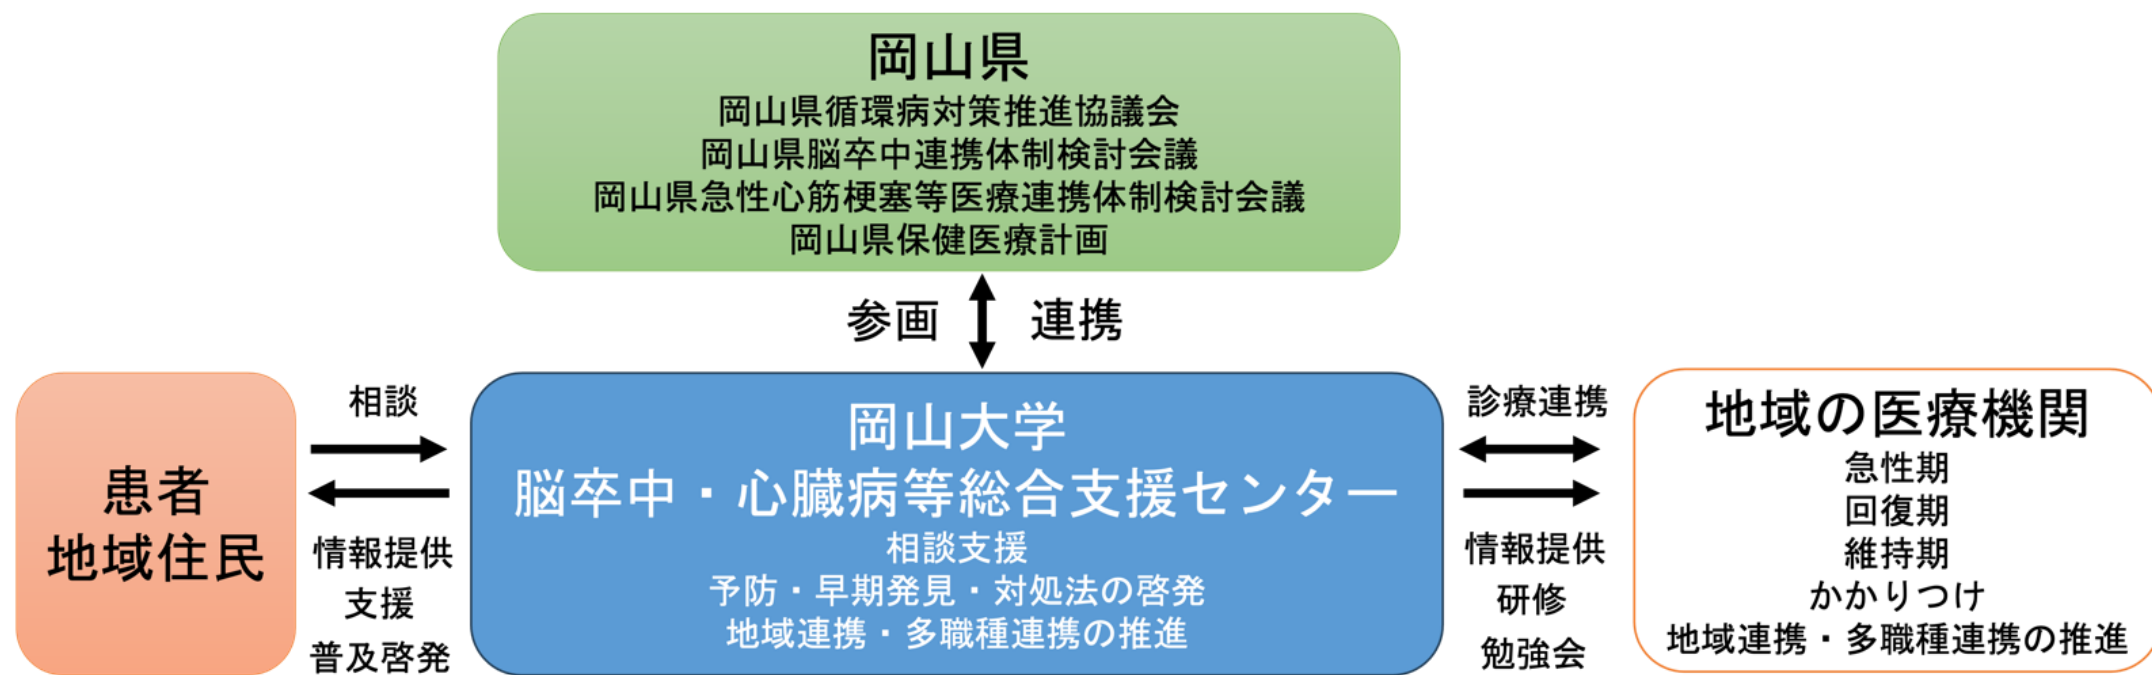 岡山県
岡山県循環病対策推進協議会
岡山県脳卒中連携体制検討会議
岡山県急性心筋梗塞等医療連携体制検討会議
岡山県保健医療計画
参画 連携
患者
地域住民
相談
情報提供
支援
普及啓発
岡山大学
脳卒中・心臓病等総合支援センター
相談支援
予防・早期発見・対処法の啓発
地域連携・多職種連携の推進
診療連携
情報提供
研修
勉強会
地域の医療機関
急性期
回復期
維持期
かかりつけ
地域連携・多職種連携の推進